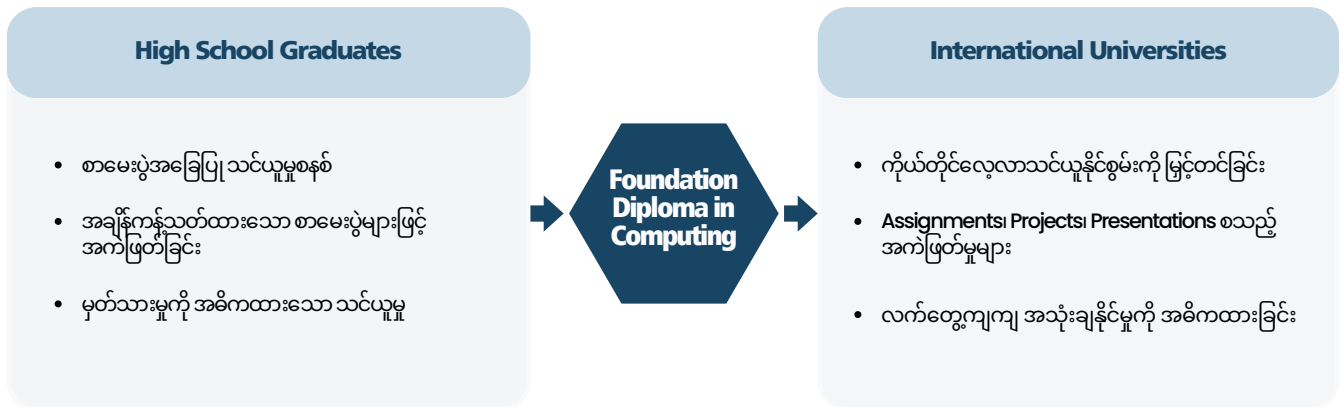 High School Graduates
• စာမေးပွဲအခြေပြု သင်ယူမှုစနစ်
• အချိန်ကန့်သတ်ထားသော စာမေးပွဲများဖြင့်
အကဲဖြတ်ခြင်း
• မှတ်သားမှုကို အဓိကထားသော သင်ယူမှု
Foundation
Diploma in
Computing
International Universities
• ကိုယ်တိုင်လေ့လာသင်ယူနိုင်စွမ်းကို မြှင့်တင်ခြင်း
• Assignments၊ Projects၊ Presentations စသည့်
အကဲဖြတ်မှုများ
• လက်တွေ့ကျကျ အသုံးချနိုင်မှုကို အဓိကထားခြင်း